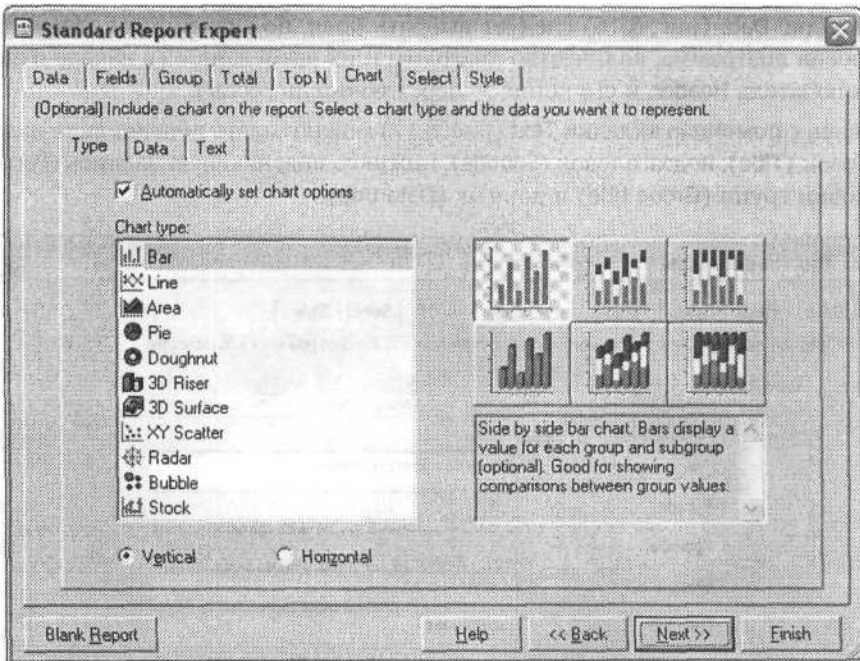 Standard Report Expert
Data Fields Group Total Top N Chart Select Style
(Optional) Include a chart on the report. Select a chart type and the data you want it to represent.
Type Data Text
Automatically set chart options
Chart type:
Bar
Line
Area
Pie
Doughnut
3D Riser
3D Surface
XY Scatter
Radar
Bubble
Stock
Side by side bar chart. Bars display a
value for each group and subgroup
(optional). Good for showing
comparisons between group values.
Vertical Horizontal
Blank Report Help << Back Next >> Finish